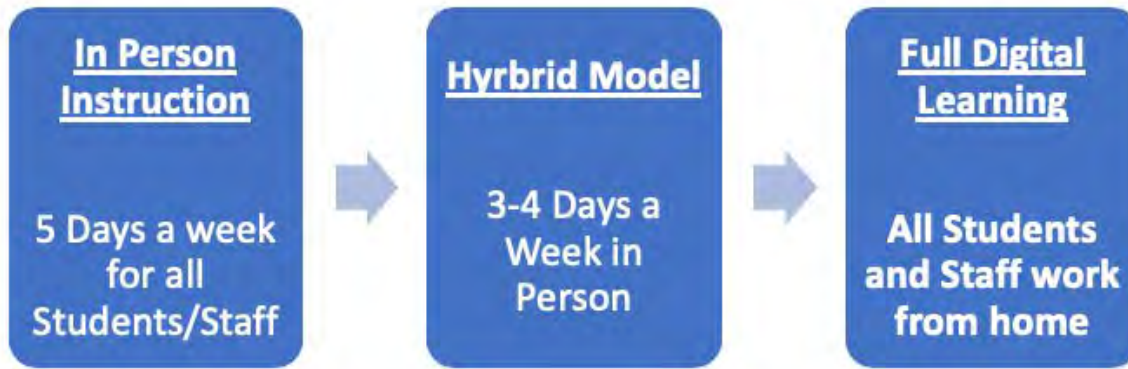 In Person
Instruction
5 Days a week
for all
Students/Staff
Hyrbrid Model
3-4 Days a
Week in
Person
Full Digital
Learning
All Students
and Staff work
from home